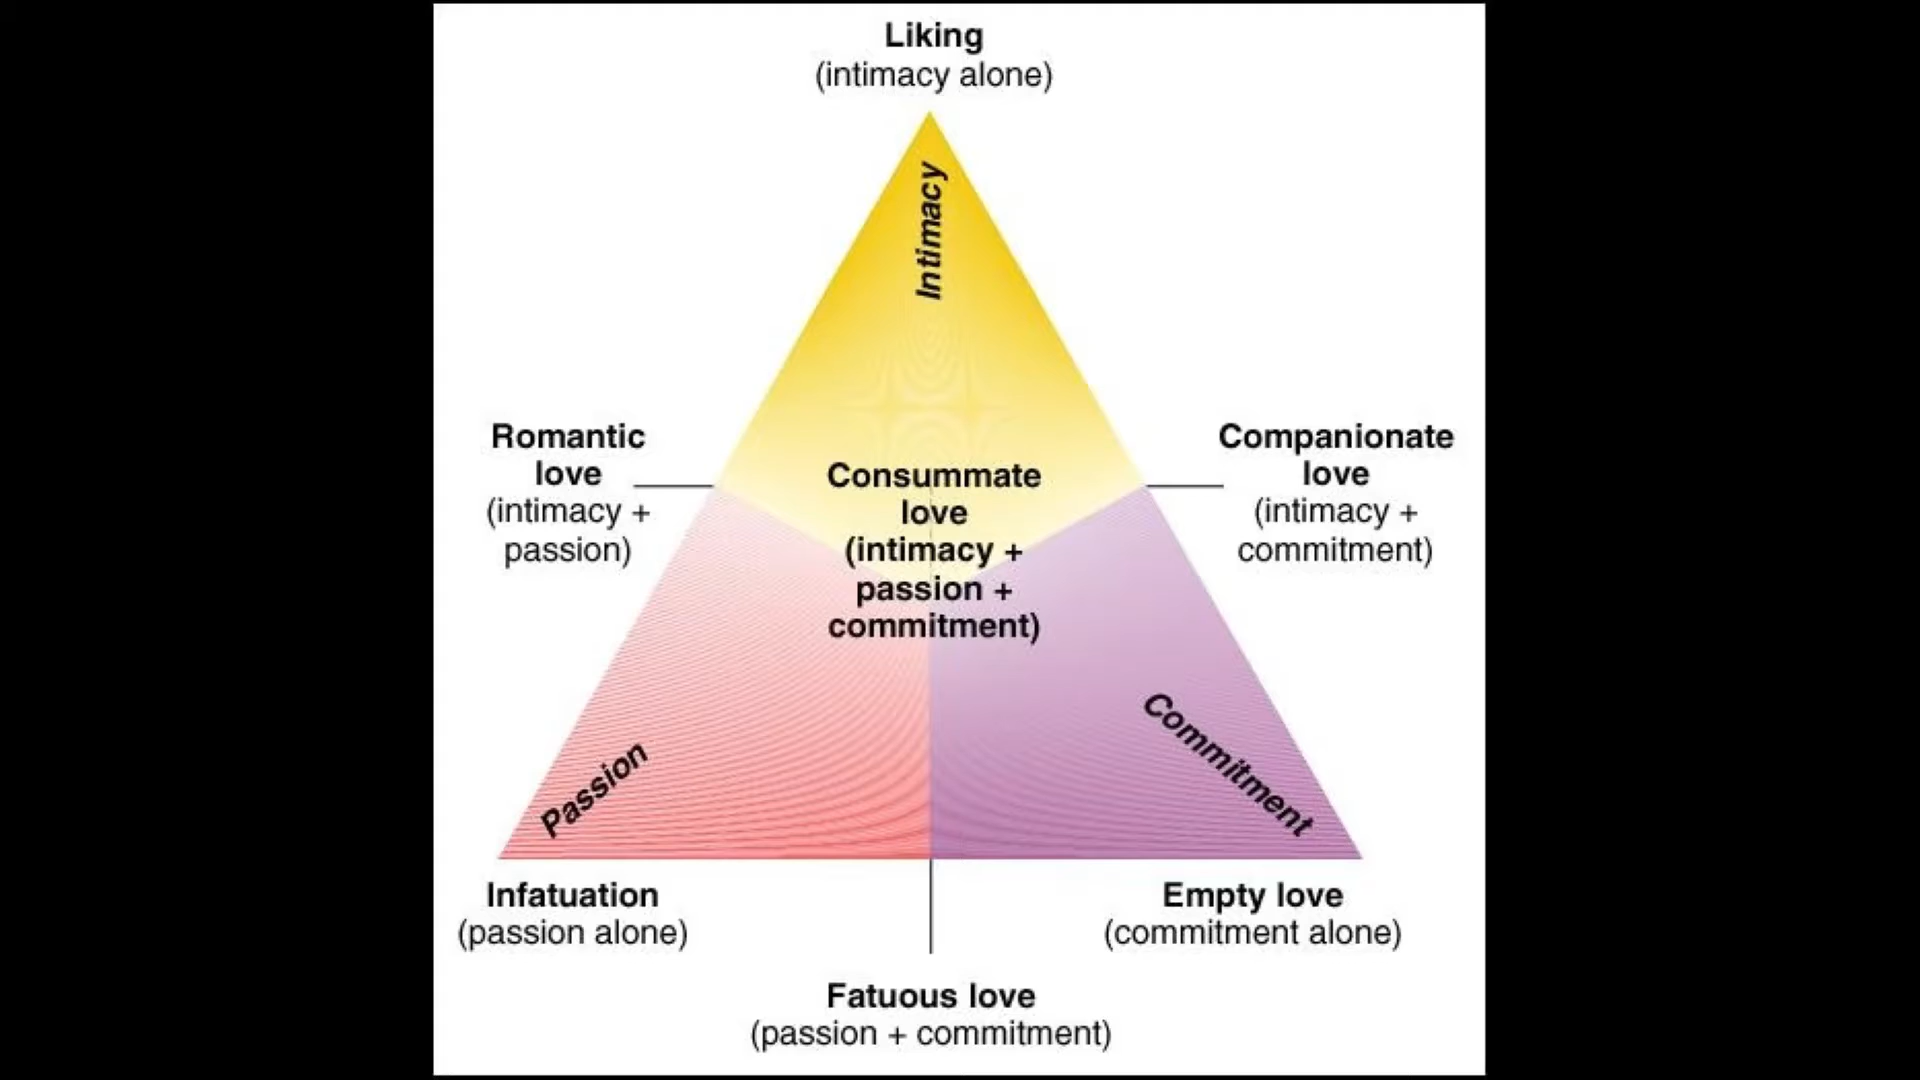 Liking
(intimacy alone)
Intimacy
Romantic
love
(intimacy +
passion)
Consummate
love
(intimacy +
passion +
commitment)
Companionate
love
(intimacy +
commitment)
Passion
Commitment
Infatuation
(passion alone)
Empty love
(commitment alone)
Fatuous love
(passion + commitment)